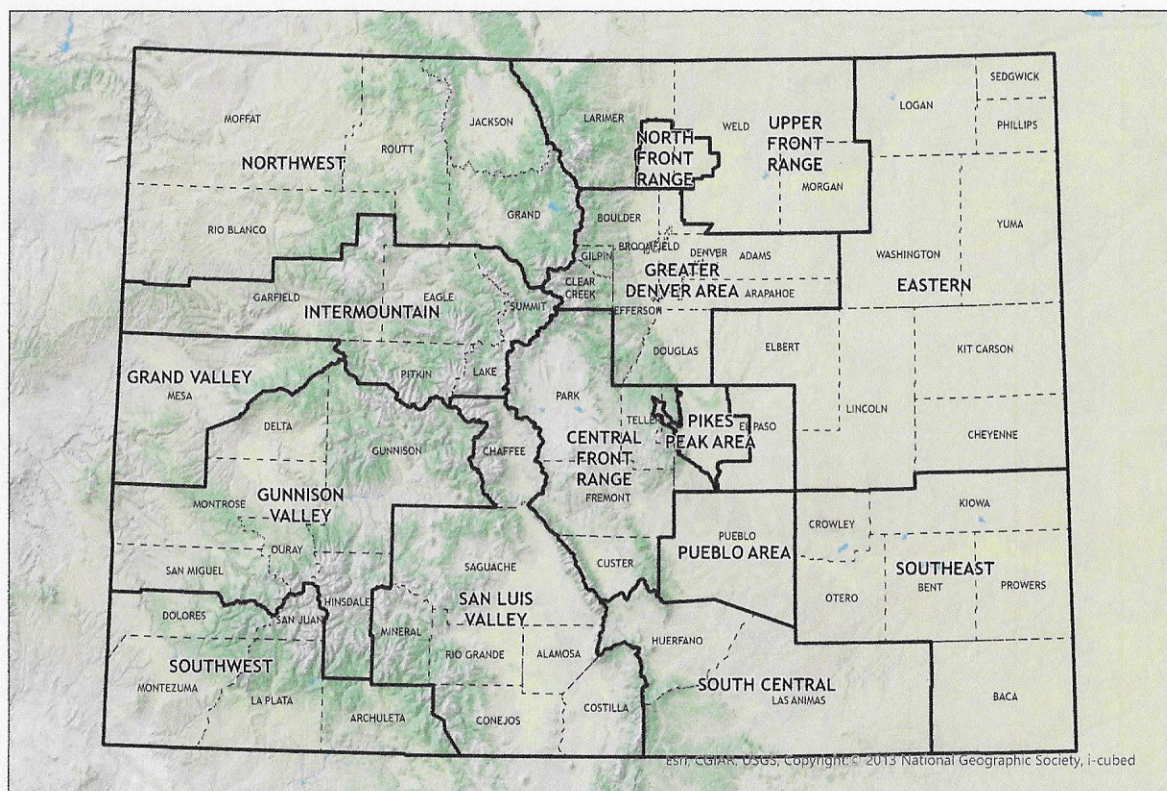 SEDGWICK
LOGAN
MOFFAT
JACKSON
LARIMER
WELD
UPPER
FRONT
RANGE
PHILLIPS
NORTH
FRONT
RANGE
ROUTT
NORTHWEST
MORGAN
GRAND
BOULDER
YUMA
RIO BLANCO
BROOMFIELD
DENVER
ADAMS
WASHINGTON
GILPIN
GREATER
DENVER AREA
CLEAR
CREEK
EASTERN
GARFIELD
EAGLE
SUMMIT
ARAPAHOE
INTERMOUNTAIN
JEFFERSON
DOUGLAS
ELBERT
KIT CARSON
GRAND VALLEY
MESA
PITKIN
LAKE
PARK
LINCOLN
DELTA
GUNNISON
CHAFFEE
TELLER
PIKES
PEAK AREA
EL PASO
CHEYENNE
CENTRAL
FRONT
RANGE
FREMONT
GUNNISON
VALLEY
MONTROSE
KIOWA
OURAY
PUEBLO
PUEBLO AREA
CROWLEY
SAN MIGUEL
SAGUACHE
CUSTER
SOUTHEAST
BENT
PROWERS
OTERO
HINSDALE
SAN LUIS
VALLEY
DOLORES
SAN JUAN
MINERAL
HUERFANO
RIO GRANDE
ALAMOSA
SOUTHWEST
MONTEZUMA
LA PLATA
ARCHULETA
CONEJOS
COSTILLA
SOUTH CENTRAL
LAS ANIMAS
BACA
Esri, CGIAR, USGS, Copyright:© 2013 National Geographic Society, i-cubed